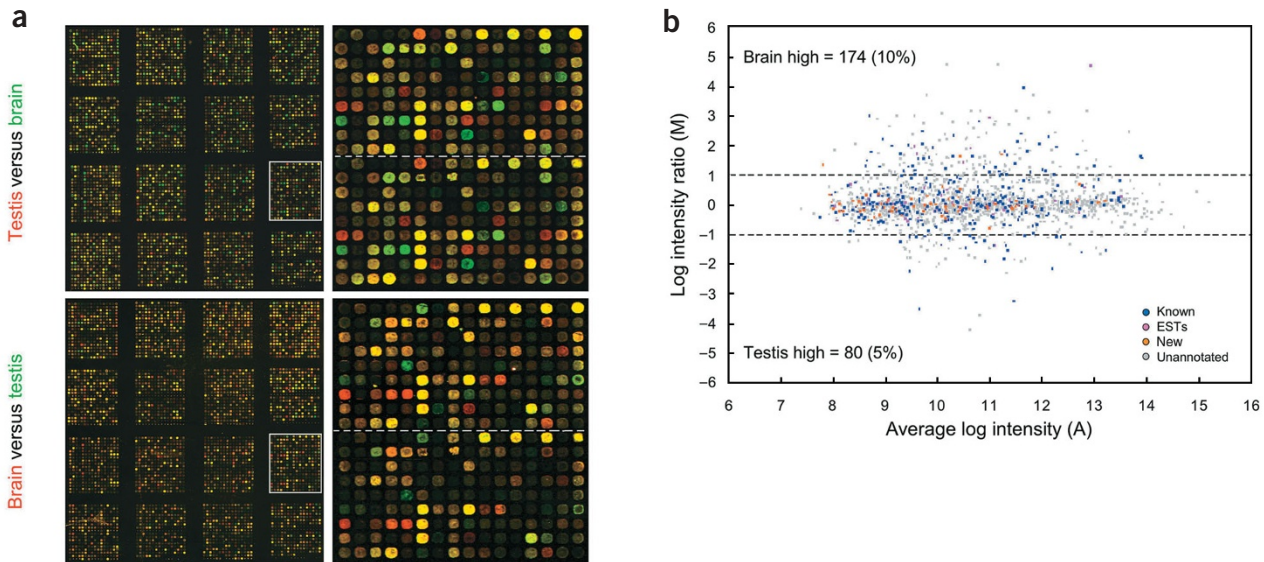 a
Testis versus brain
Brain versus testis
b
Log intensity ratio (M)
6
5
4
3
2
1
0
–1
–2
–3
–4
–5
–6
Brain high = 174 (10%)
Testis high = 80 (5%)
Known
ESTs
New
Unannotated
6 7 8 9 10 11 12 13 14 15 16
Average log intensity (A)